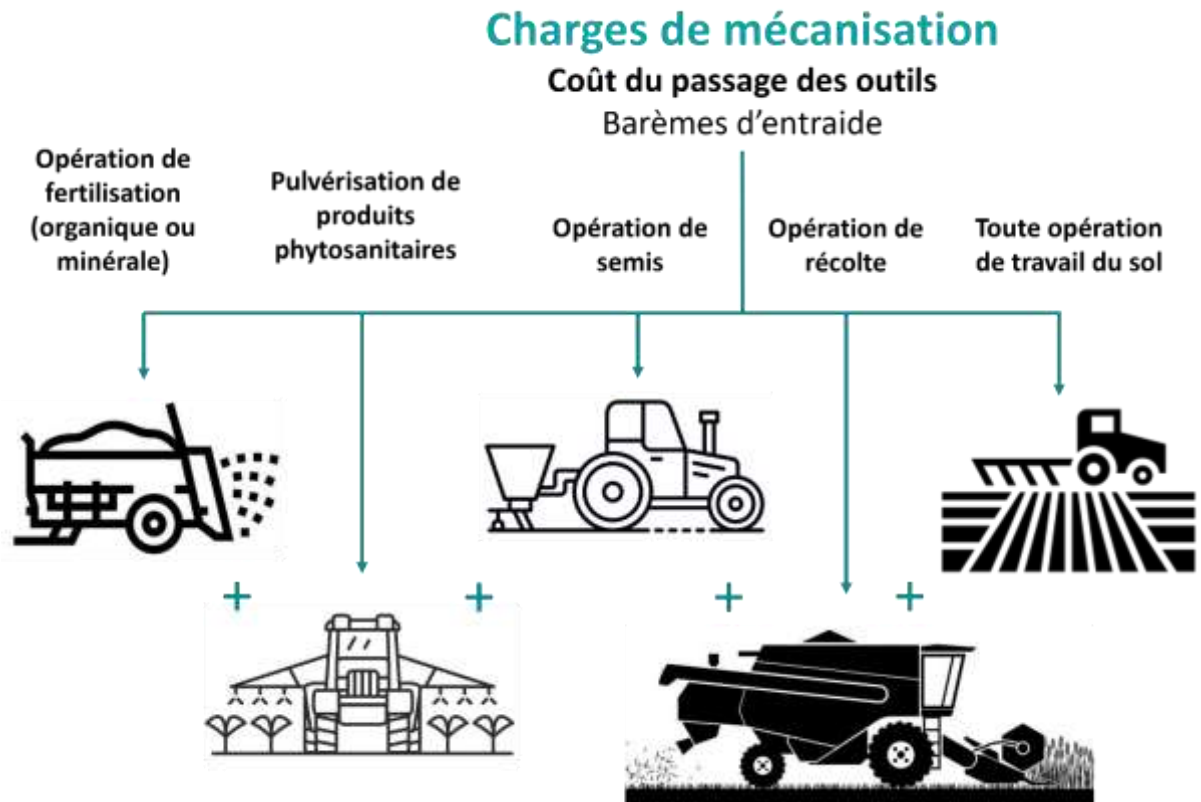 Charges de mécanisation
Coût du passage des outils
Barèmes d'entraide
Opération de
fertilisation
(organique ou
minérale)
Pulvérisation de
produits
phytosanitaires
Opération de
semis
Opération de
récolte
Toute opération
de travail du sol
+
+
+
+